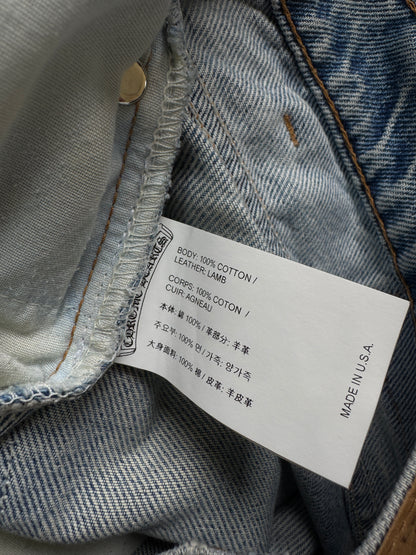 CHROME HEARTS
BODY: 100% COTTON /
LEATHER: LAMB
CORPS: 100% COTON /
CUIR: AGNEAU
本体: 綿 100% / 革部分: 羊革
주요부: 100% 면 / 가죽: 양가죽
大身面料: 100% 棉, 皮革: 羊皮革
MADE IN U.S.A.